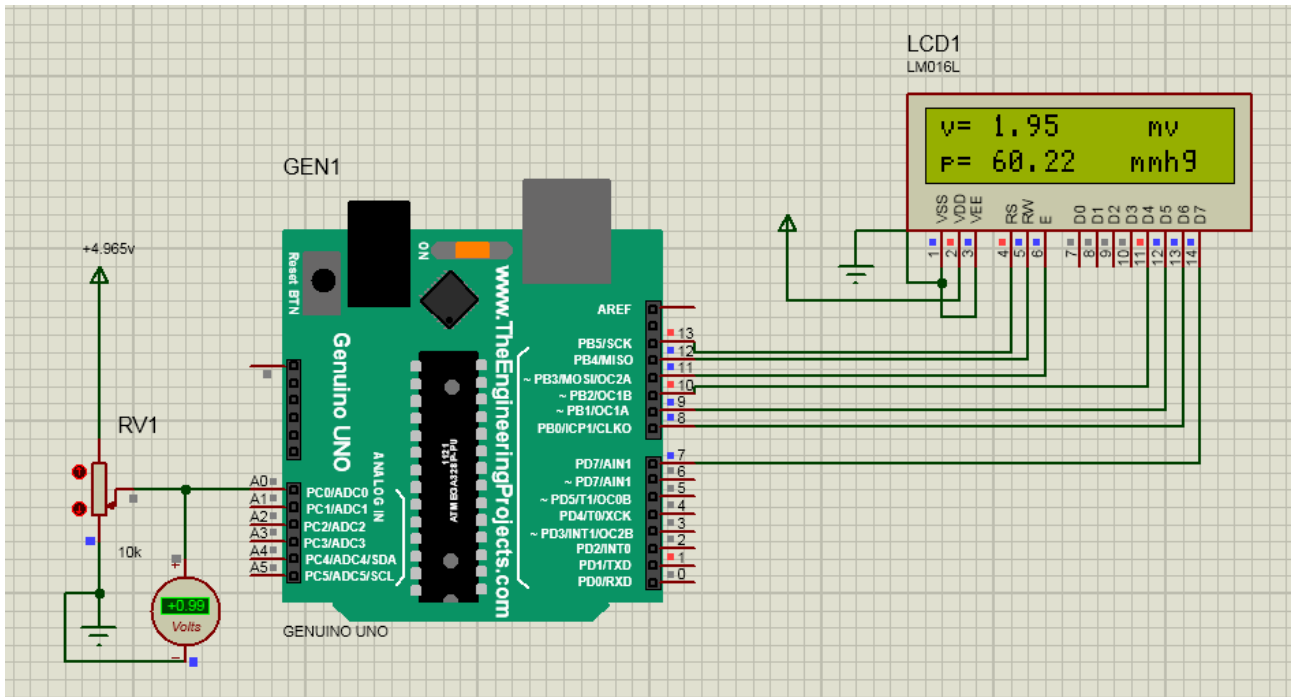 LCD1
LM016L
v= 1.95 mv
p= 60.22 mmhg
VSS
VDD
VEE
RS
RW
E
D0
D1
D2
D3
D4
D5
D6
D7
1
2
3
4
5
6
7
8
9
10
11
12
13
14
GEN1
+4.965v
RV1
10k
+0.99
Volts
+
−
Reset BTN
ON
Genuino UNO
www.TheEngineeringProjects.com
1121
ATMEGA328P-PU
ANALOG IN
A0
A1
A2
A3
A4
A5
PC0/ADC0
PC1/ADC1
PC2/ADC2
PC3/ADC3
PC4/ADC4/SDA
PC5/ADC5/SCL
AREF
PB5/SCK
PB4/MISO
~ PB3/MOSI/OC2A
~ PB2/OC1B
~ PB1/OC1A
PB0/ICP1/CLKO
PD7/AIN1
~ PD7/AIN1
~ PD5/T1/OC0B
PD4/T0/XCK
~ PD3/INT1/OC2B
PD2/INT0
PD1/TXD
PD0/RXD
13
12
11
10
9
8
7
6
5
4
3
2
1
0
GENUINO UNO